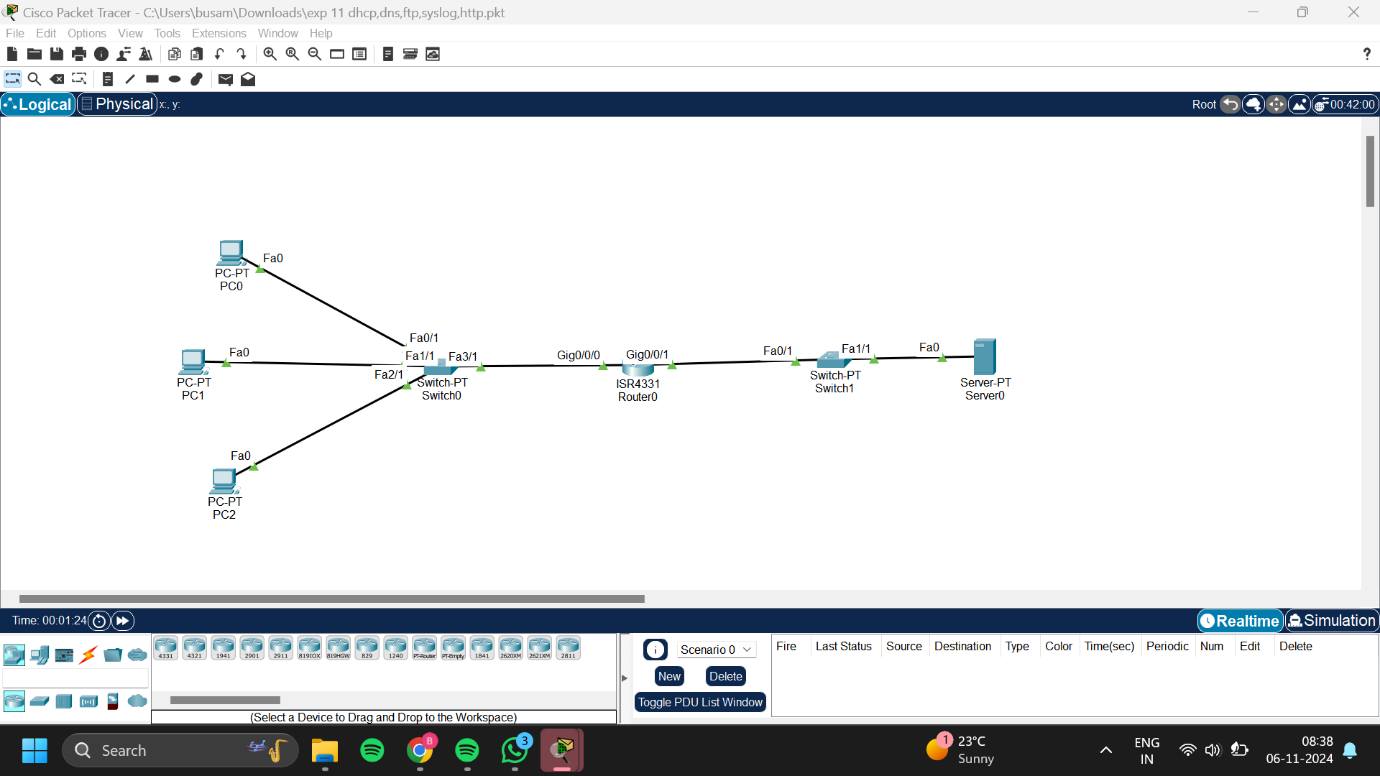 Cisco Packet Tracer - C:\Users\busam\Downloads\exp 11 dhcp,dns,ftp,syslog,http.pkt
File Edit Options View Tools Extensions Window Help
Logical Physical x:, y: Root 00:42:00
Fa0
PC-PT
PC0
Fa0/1
Fa0
Fa1/1 Fa3/1
Fa2/1
PC-PT
PC1
Switch-PT
Switch0
Gig0/0/0 Gig0/0/1
ISR4331
Router0
Fa0/1 Fa1/1
Switch-PT
Switch1
Fa0
Server-PT
Server0
Fa0
PC-PT
PC2
Time: 00:01:24 Realtime Simulation
4331 4321 1941 2901 2911 819IOX 819HGW 829 1240 PT-Router PT-Empty 1841 2620XM 2621XM 2811
(Select a Device to Drag and Drop to the Workspace)
Scenario 0
New Delete
Toggle PDU List Window
Fire Last Status Source Destination Type Color Time(sec) Periodic Num Edit Delete
Search
B
3
1
23°C
Sunny
ENG
IN
08:38
06-11-2024